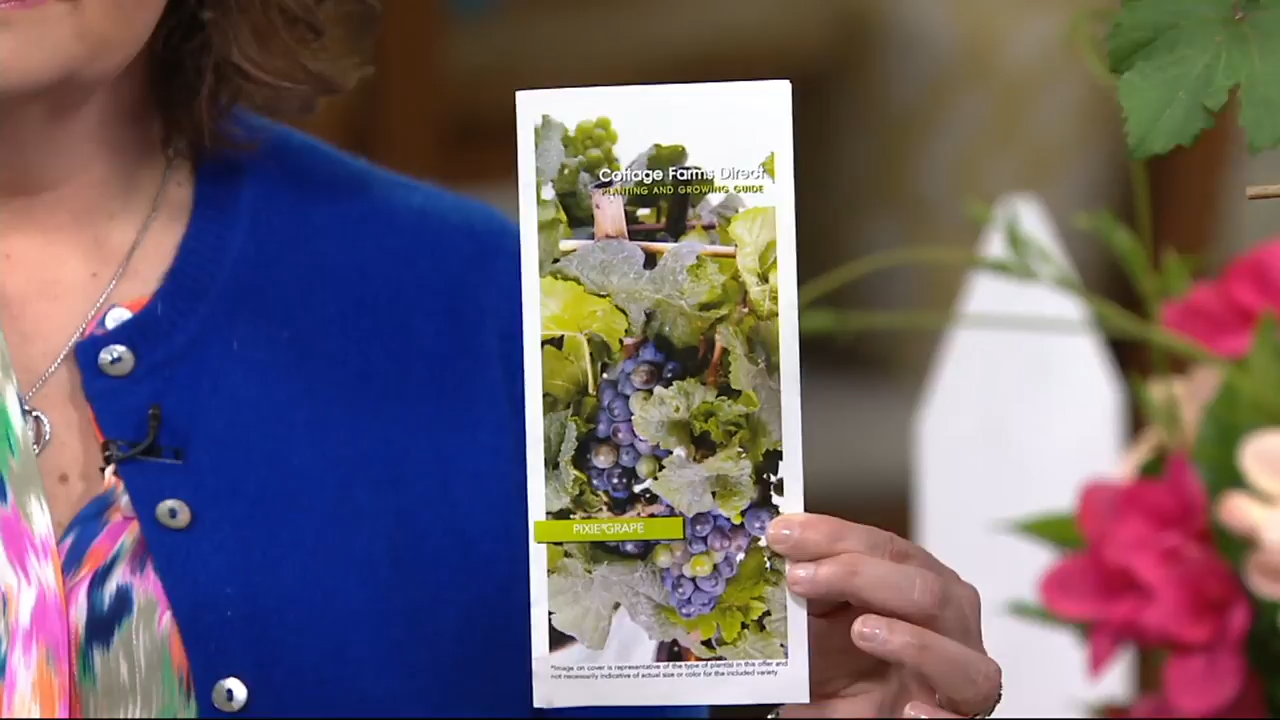 Cottage Farms Direct
PLANTING AND GROWING GUIDE
PIXIE® GRAPE
*Image on cover is representative of the type of plant(s) in this offer and
not necessarily indicative of actual size or color for the included variety